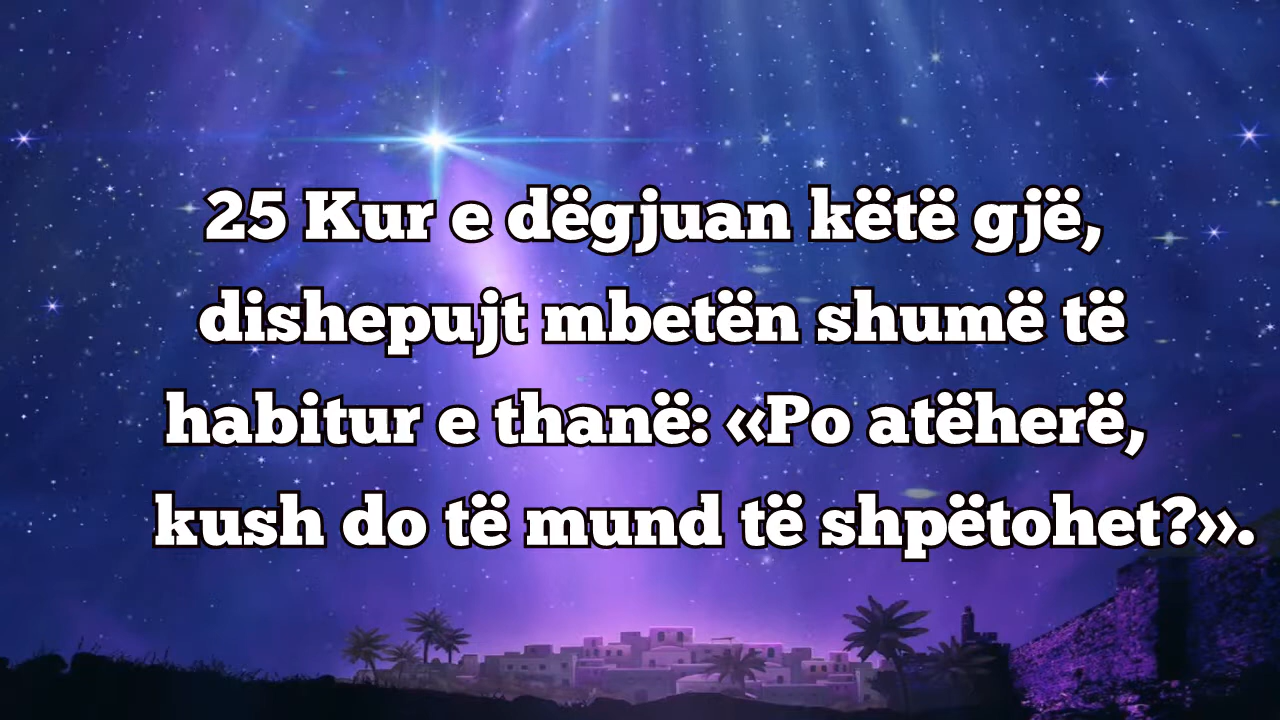 25 Kur e dëgjuan këtë gjë,
dishepujt mbetën shumë të
habitur e thanë: «Po atëherë,
kush do të mund të shpëtohet?».